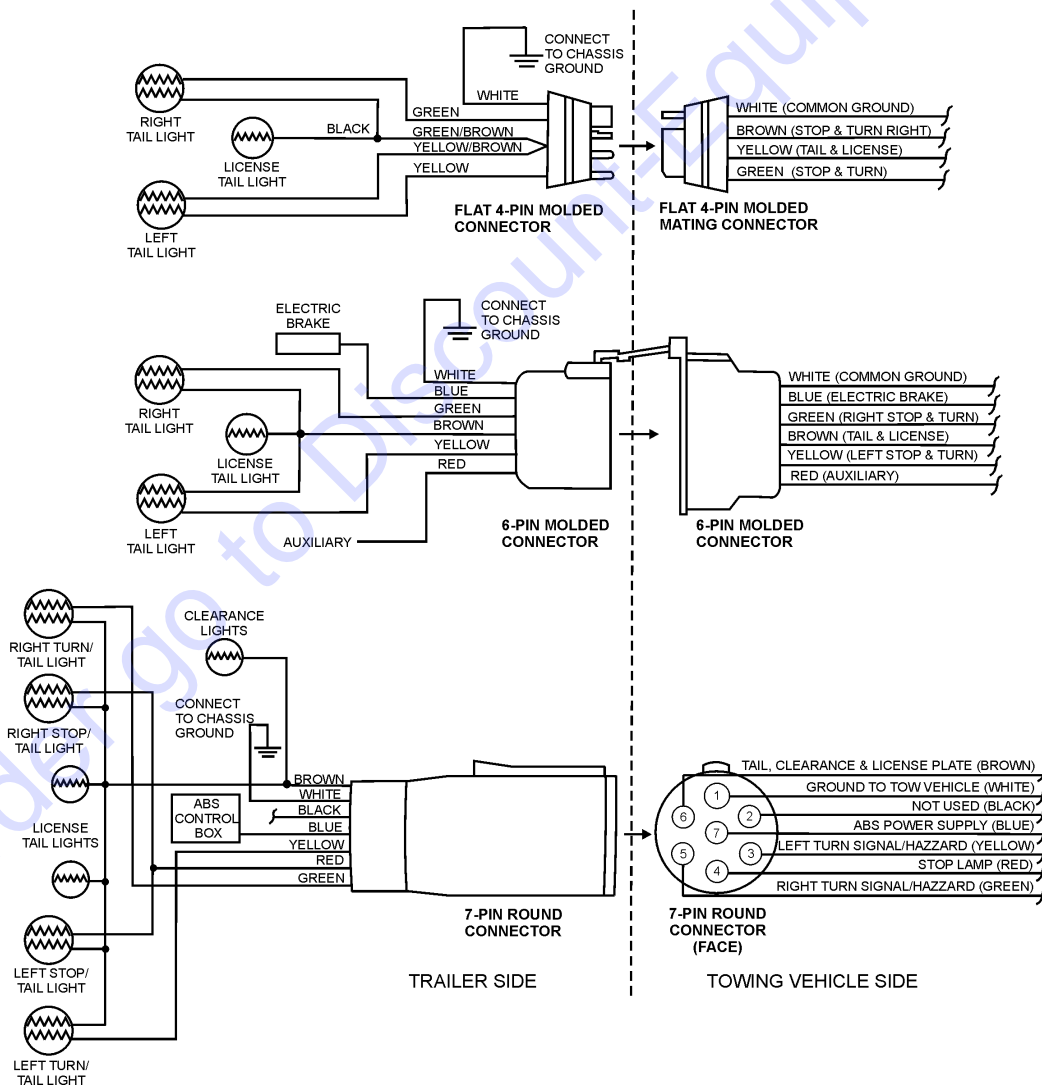 CONNECT
TO CHASSIS
GROUND
WHITE
GREEN
RIGHT
TAIL LIGHT
BLACK
GREEN/BROWN
YELLOW/BROWN
LICENSE
TAIL LIGHT
YELLOW
LEFT
TAIL LIGHT
FLAT 4-PIN MOLDED
CONNECTOR
WHITE (COMMON GROUND)
BROWN (STOP & TURN RIGHT)
YELLOW (TAIL & LICENSE)
GREEN (STOP & TURN)
FLAT 4-PIN MOLDED
MATING CONNECTOR
ELECTRIC
BRAKE
CONNECT
TO CHASSIS
GROUND
WHITE
BLUE
GREEN
BROWN
YELLOW
RED
RIGHT
TAIL LIGHT
LICENSE
TAIL LIGHT
LEFT
TAIL LIGHT
AUXILIARY
6-PIN MOLDED
CONNECTOR
WHITE (COMMON GROUND)
BLUE (ELECTRIC BRAKE)
GREEN (RIGHT STOP & TURN)
BROWN (TAIL & LICENSE)
YELLOW (LEFT STOP & TURN)
RED (AUXILIARY)
6-PIN MOLDED
CONNECTOR
RIGHT TURN/
TAIL LIGHT
CLEARANCE
LIGHTS
RIGHT STOP/
TAIL LIGHT
CONNECT
TO CHASSIS
GROUND
LICENSE
TAIL LIGHTS
ABS
CONTROL
BOX
BROWN
WHITE
BLACK
BLUE
YELLOW
RED
GREEN
LEFT STOP/
TAIL LIGHT
LEFT TURN/
TAIL LIGHT
7-PIN ROUND
CONNECTOR
TAIL, CLEARANCE & LICENSE PLATE (BROWN)
GROUND TO TOW VEHICLE (WHITE)
NOT USED (BLACK)
ABS POWER SUPPLY (BLUE)
LEFT TURN SIGNAL/HAZZARD (YELLOW)
STOP LAMP (RED)
RIGHT TURN SIGNAL/HAZZARD (GREEN)
1
6
2
7
5
3
4
7-PIN ROUND
CONNECTOR
(FACE)
TRAILER SIDE
TOWING VEHICLE SIDE
der go to Discount-Equip